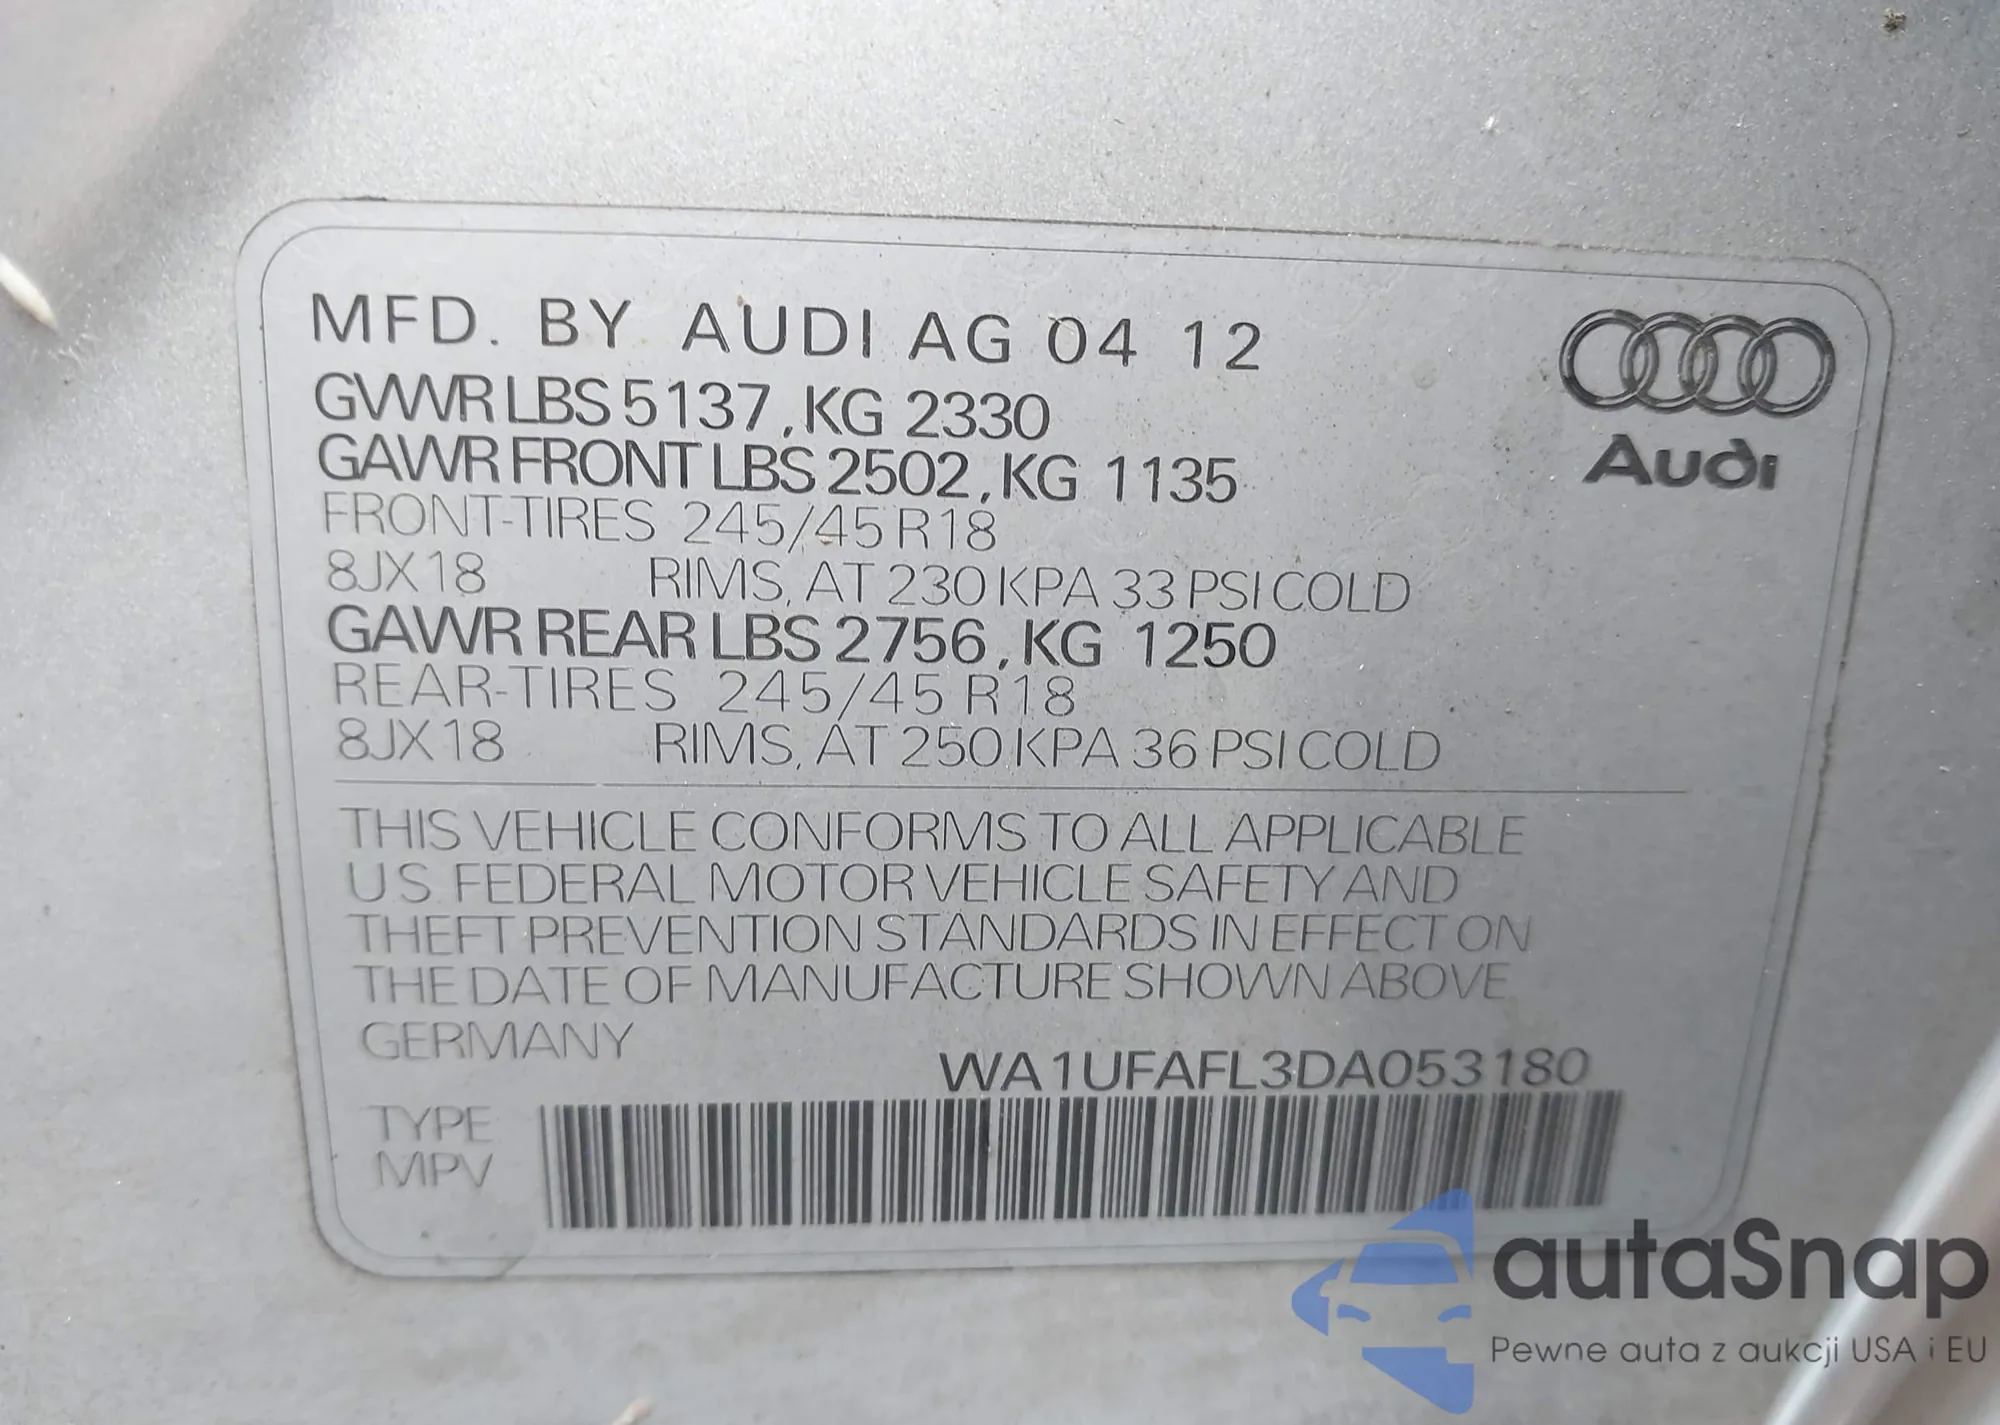 MFD. BY AUDI AG 04 12
GVWR LBS 5137, KG 2330
GAWR FRONT LBS 2502, KG 1135
FRONT-TIRES 245/45 R18
8JX18 RIMS, AT 230 KPA 33 PSI COLD
GAWR REAR LBS 2756, KG 1250
REAR-TIRES 245/45 R18
8JX18 RIMS, AT 250 KPA 36 PSI COLD
Audi
THIS VEHICLE CONFORMS TO ALL APPLICABLE
U.S. FEDERAL MOTOR VEHICLE SAFETY AND
THEFT PREVENTION STANDARDS IN EFFECT ON
THE DATE OF MANUFACTURE SHOWN ABOVE
GERMANY
WA1UFAFL3DA053180
TYPE
MPV
autaSnap
Pewne auta z aukcji USA i EU